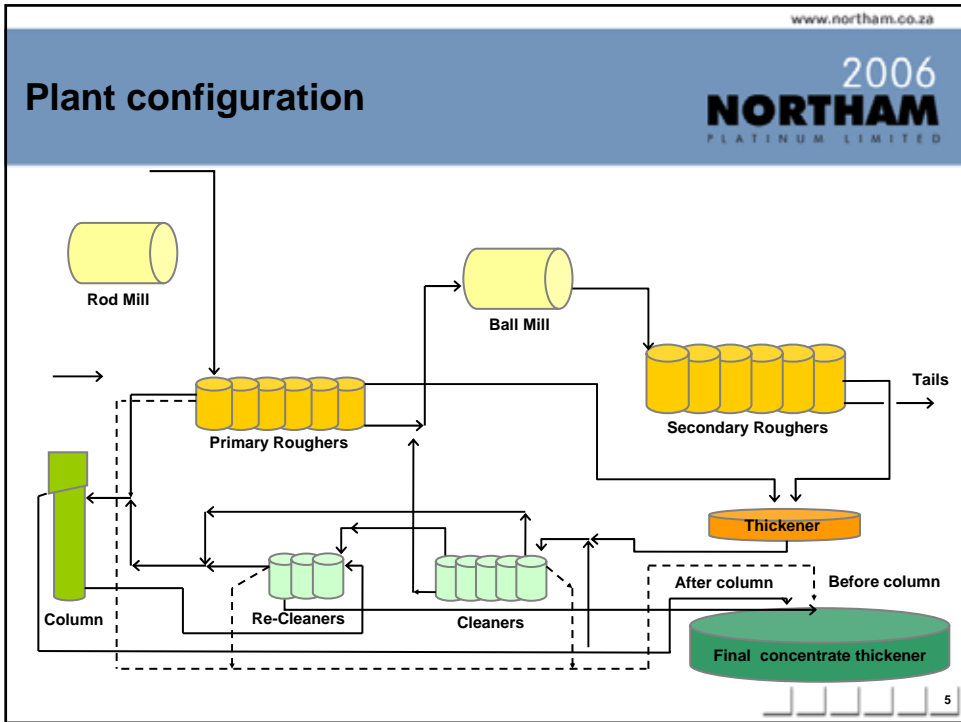 www.northam.co.za
Plant configuration
2006
NORTHAM
PLATINUM LIMITED
Rod Mill
Ball Mill
Primary Roughers
Secondary Roughers
Tails
Thickener
After column
Before column
Column
Re-Cleaners
Cleaners
Final concentrate thickener
5